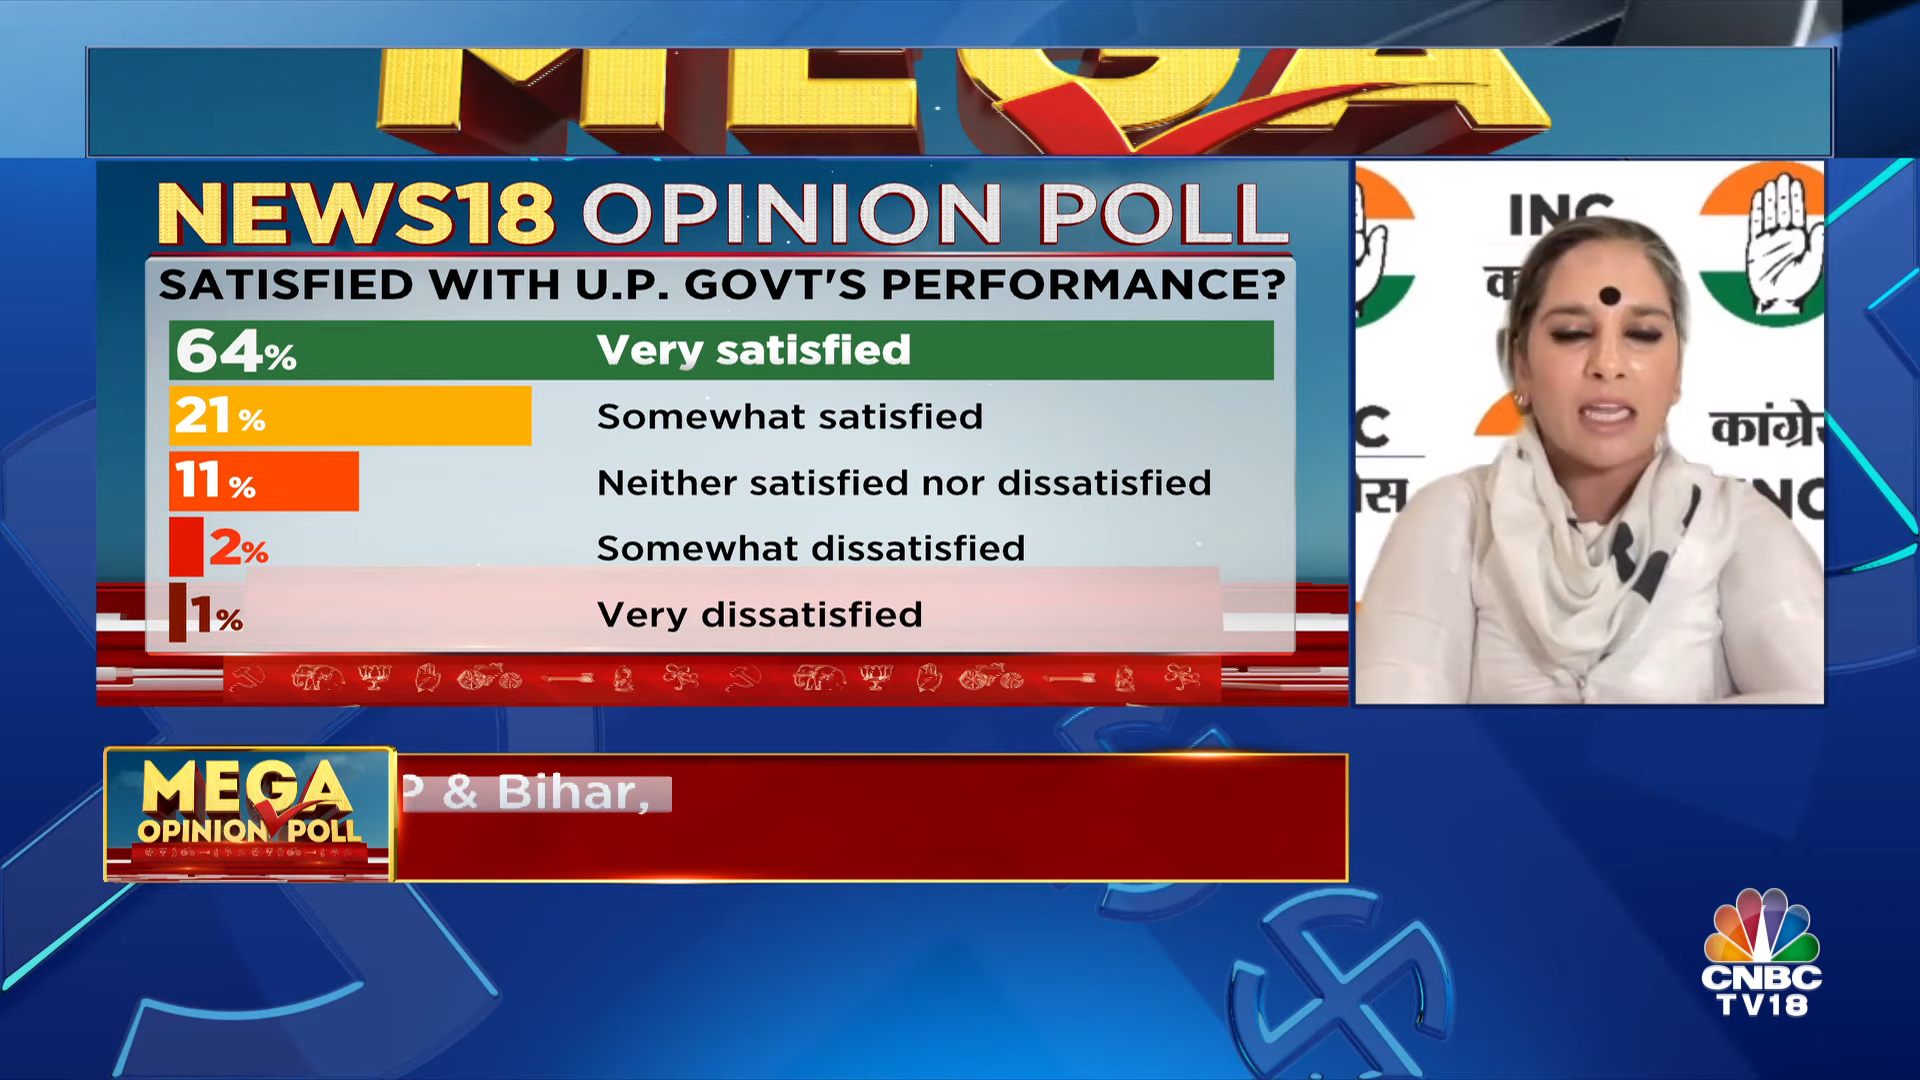 MEGA
NEWS18 OPINION POLL
SATISFIED WITH U.P. GOVT'S PERFORMANCE?
64% Very satisfied
21% Somewhat satisfied
11% Neither satisfied nor dissatisfied
2% Somewhat dissatisfied
1% Very dissatisfied
INC
कांग्रेस
INC
MEGA
OPINION POLL
P & Bihar,
CNBC
TV18